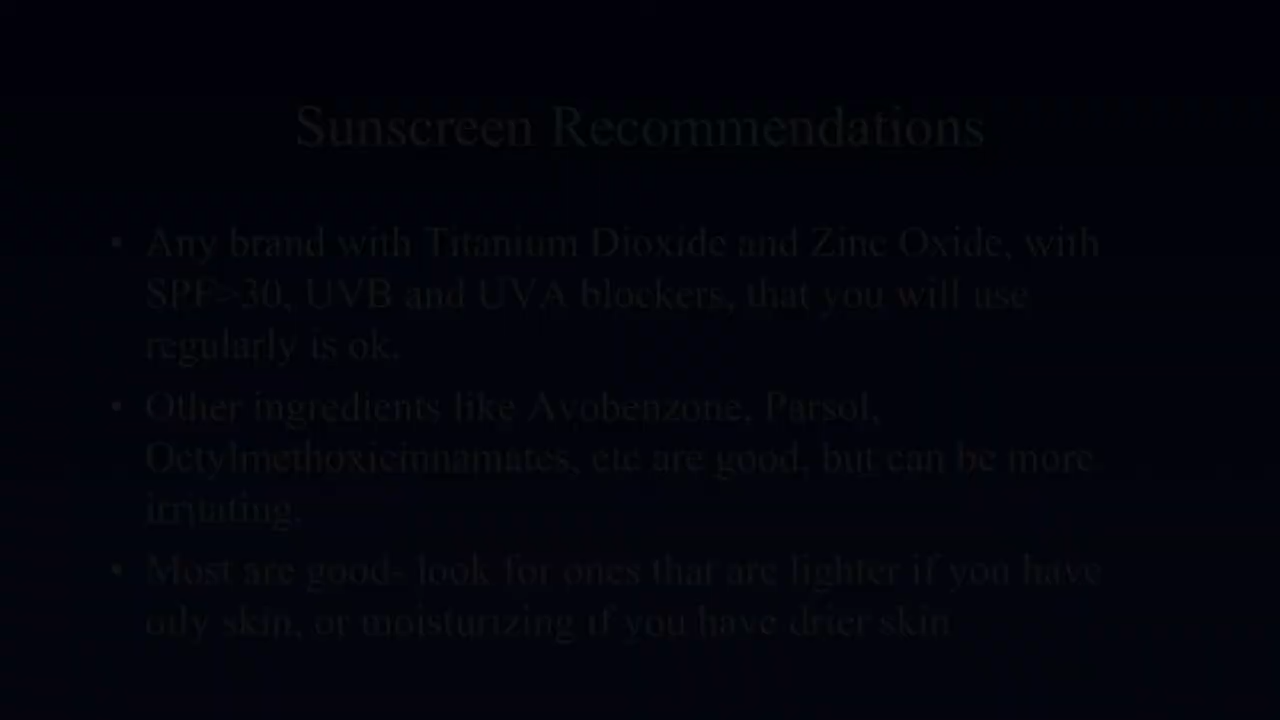 Sunscreen Recommendations
• Any brand with Titanium Dioxide and Zinc Oxide, with
SPF>30, UVB and UVA blockers, that you will use
regularly is ok.
• Other ingredients like Avobenzone, Parsol,
Octylmethoxicinnamates, etc are good, but can be more
irritating.
• Most are good- look for ones that are lighter if you have
oily skin, or moisturizing if you have drier skin